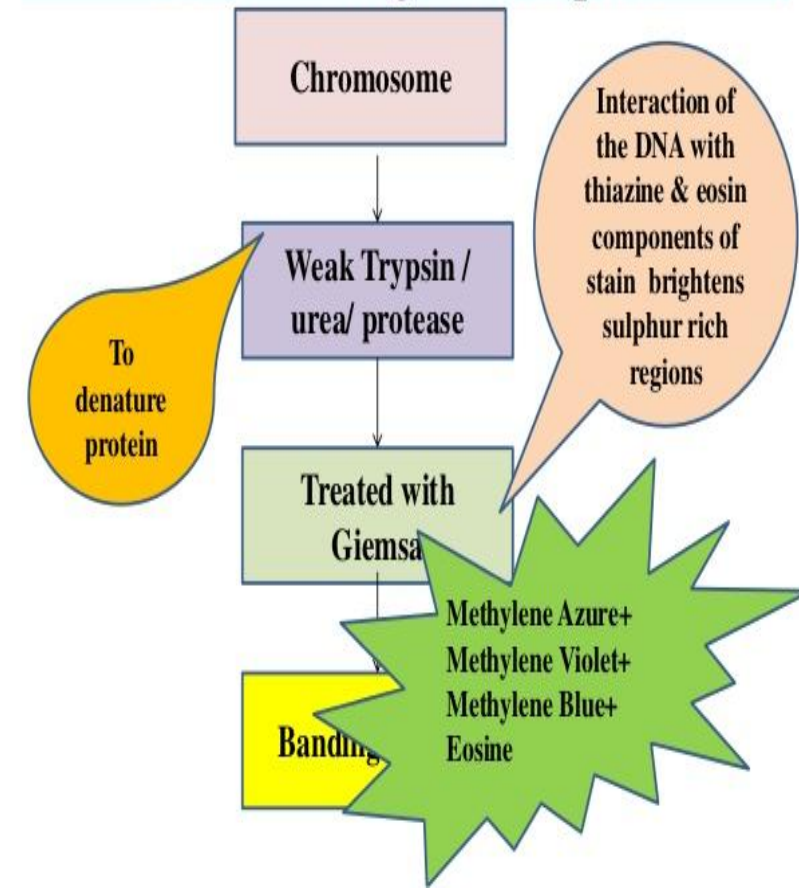 Chromosome
Interaction of
the DNA with
thiazine & eosin
components of
stain brightens
sulphur rich
regions
Weak Trypsin /
urea/ protease
To
denature
protein
Treated with
Giemsa
Methylene Azure+
Methylene Violet+
Methylene Blue+
Eosine
Banding